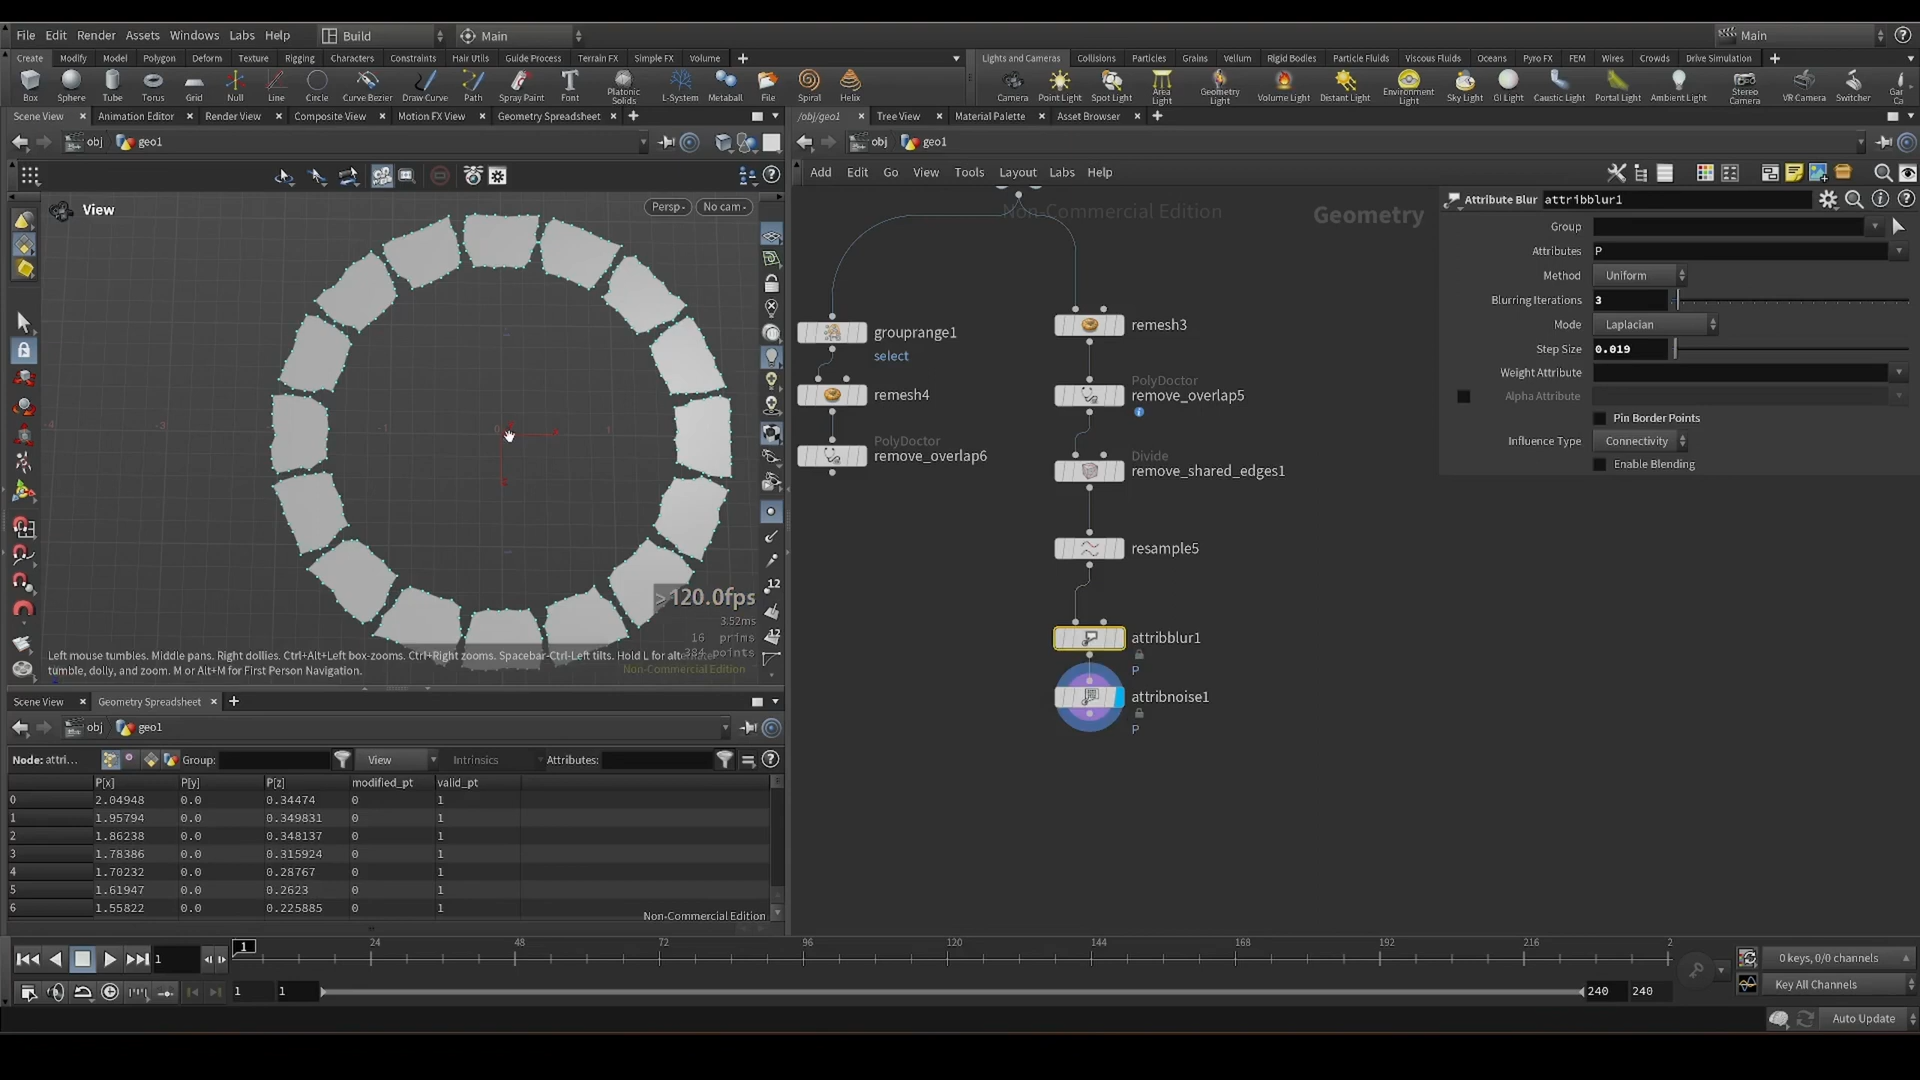 File Edit Render Assets Windows Labs Help Build Main Main
Create Modify Model Polygon Deform Texture Rigging Characters Constraints Hair Utils Guide Process Terrain FX Simple FX Volume
Lights and Cameras Collisions Particles Grains Vellum Rigid Bodies Particle Fluids Viscous Fluids Oceans Pyro FX FEM Wires Crowds Drive Simulation
Box Sphere Tube Torus Grid Null Line Circle Curve Bezier Draw Curve Path Spray Paint Font Platonic Solids L-System Metaball File Spiral Helix
Camera Point Light Spot Light Area Light Geometry Light Volume Light Distant Light Environment Light Sky Light GI Light Caustic Light Portal Light Ambient Light Stereo Camera VR Camera Switcher
Scene View Animation Editor Render View Composite View Motion FX View Geometry Spreadsheet
/obj/geo1 Tree View Material Palette Asset Browser
obj geo1
obj geo1
Add Edit Go View Tools Layout Labs Help
View
Persp No cam
Non-Commercial Edition
Geometry
Attribute Blur attribblur1
Group
Attributes P
Method Uniform
Blurring Iterations 3
Mode Laplacian
Step Size 0.019
Weight Attribute
Alpha Attribute
Pin Border Points
Influence Type Connectivity
Enable Blending
grouprange1
select
remesh4
PolyDoctor
remove_overlap6
remesh3
PolyDoctor
remove_overlap5
Divide
remove_shared_edges1
resample5
attribblur1
P
attribnoise1
P
-4 -3 -1 0 1
12
12
>120.0fps
3.52ms
16 prims
384 points
Left mouse tumbles. Middle pans. Right dollies. Ctrl+Alt+Left box-zooms. Ctrl+Right zooms. Spacebar-Ctrl-Left tilts. Hold L for alternate
tumble, dolly, and zoom. M or Alt+M for First Person Navigation.
Non-Commercial Edition
Scene View Geometry Spreadsheet
obj geo1
Node: attri... Group: View Intrinsics Attributes:
P[x] P[y] P[z] modified_pt valid_pt
0 2.04948 0.0 0.34474 0 1
1 1.95794 0.0 0.349831 0 1
2 1.86238 0.0 0.348137 0 1
3 1.78386 0.0 0.315924 0 1
4 1.70232 0.0 0.28767 0 1
5 1.61947 0.0 0.2623 0 1
6 1.55822 0.0 0.225885 0 1
Non-Commercial Edition
1 24 48 72 96 120 144 168 192 216 2
1
0 keys, 0/0 channels
1 1 240 240
Key All Channels
Auto Update